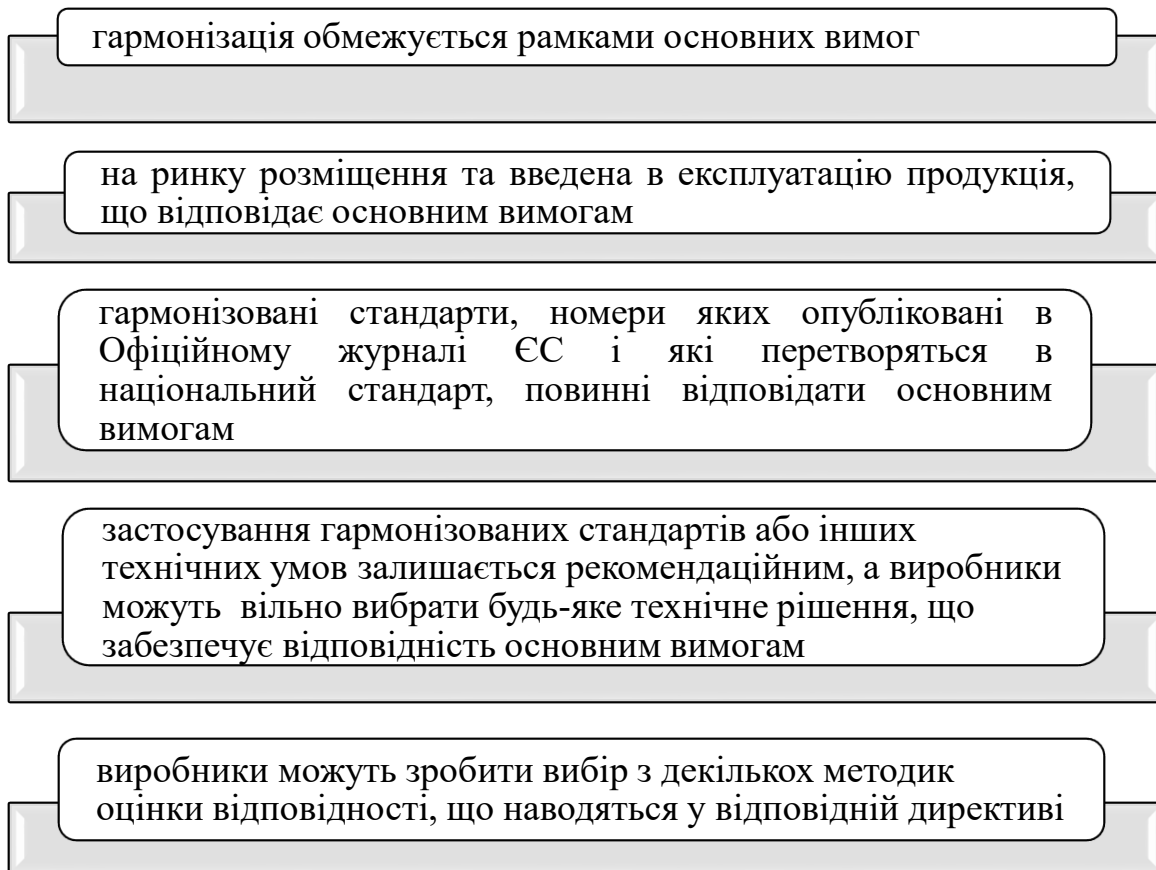 гармонізація обмежується рамками основних вимог
на ринку розміщення та введена в експлуатацію продукція,
що відповідає основним вимогам
гармонізовані стандарти, номери яких опубліковані в
Офіційному журналі ЄС і які перетворяться в
національний стандарт, повинні відповідати основним
вимогам
застосування гармонізованих стандартів або інших
технічних умов залишається рекомендаційним, а виробники
можуть вільно вибрати будь-яке технічне рішення, що
забезпечує відповідність основним вимогам
виробники можуть зробити вибір з декількох методик
оцінки відповідності, що наводяться у відповідній директиві